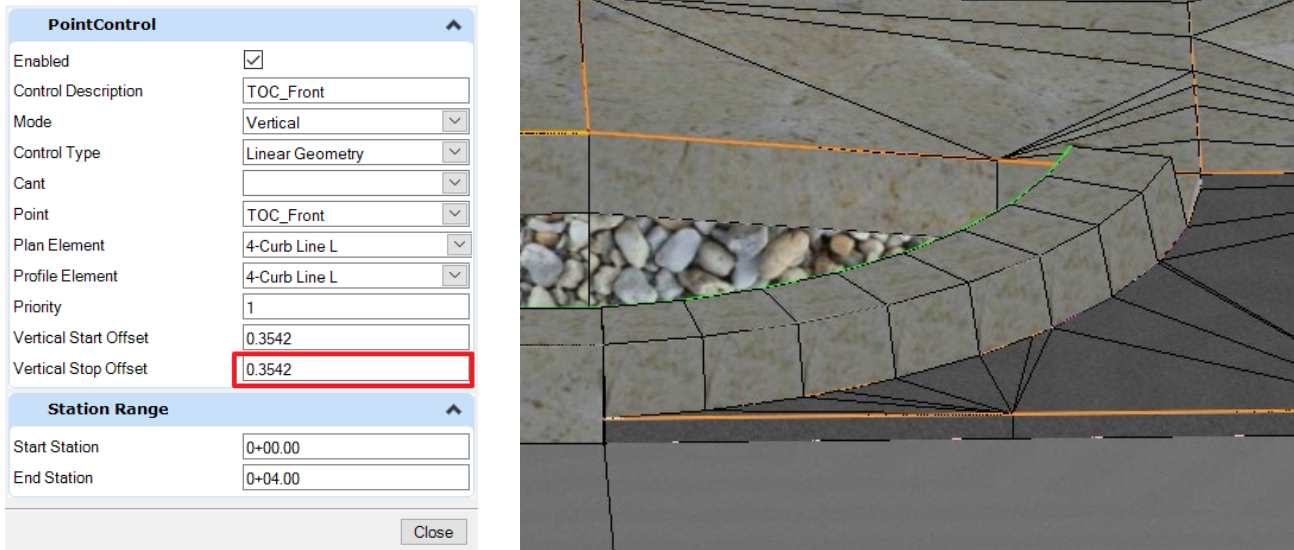 PointControl
Enabled
Control Description TOC_Front
Mode Vertical
Control Type Linear Geometry
Cant
Point TOC_Front
Plan Element 4-Curb Line L
Profile Element 4-Curb Line L
Priority 1
Vertical Start Offset 0.3542
Vertical Stop Offset 0.3542
Station Range
Start Station 0+00.00
End Station 0+04.00
Close